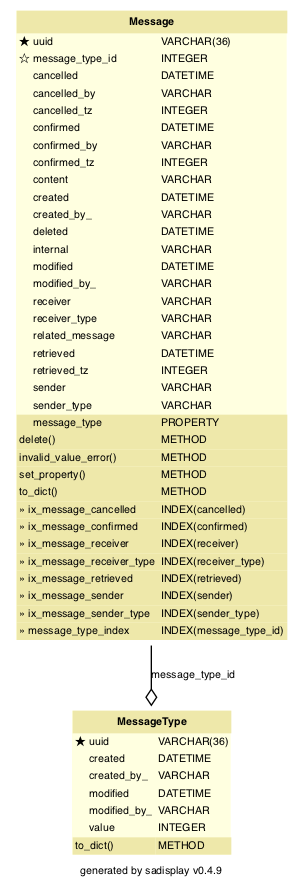 Message
★ uuid VARCHAR(36)
☆ message_type_id INTEGER
cancelled DATETIME
cancelled_by VARCHAR
cancelled_tz INTEGER
confirmed DATETIME
confirmed_by VARCHAR
confirmed_tz INTEGER
content VARCHAR
created DATETIME
created_by_ VARCHAR
deleted DATETIME
internal VARCHAR
modified DATETIME
modified_by_ VARCHAR
receiver VARCHAR
receiver_type VARCHAR
related_message VARCHAR
retrieved DATETIME
retrieved_tz INTEGER
sender VARCHAR
sender_type VARCHAR
message_type PROPERTY
delete() METHOD
invalid_value_error() METHOD
set_property() METHOD
to_dict() METHOD
» ix_message_cancelled INDEX(cancelled)
» ix_message_confirmed INDEX(confirmed)
» ix_message_receiver INDEX(receiver)
» ix_message_receiver_type INDEX(receiver_type)
» ix_message_retrieved INDEX(retrieved)
» ix_message_sender INDEX(sender)
» ix_message_sender_type INDEX(sender_type)
» message_type_index INDEX(message_type_id)
message_type_id
MessageType
★ uuid VARCHAR(36)
created DATETIME
created_by_ VARCHAR
modified DATETIME
modified_by_ VARCHAR
value INTEGER
to_dict() METHOD
generated by sadisplay v0.4.9